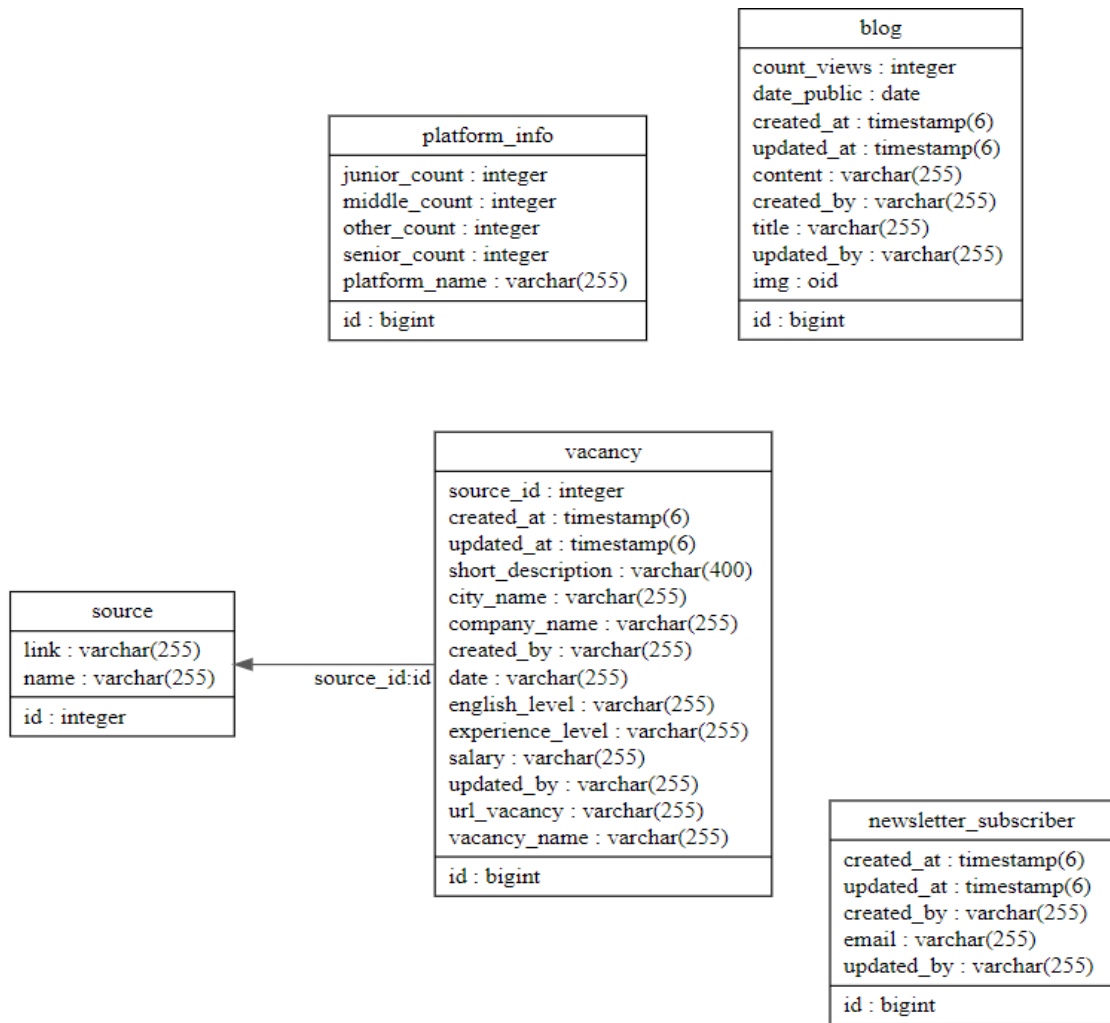 blog
count_views : integer
date_public : date
created_at : timestamp(6)
updated_at : timestamp(6)
content : varchar(255)
created_by : varchar(255)
title : varchar(255)
updated_by : varchar(255)
img : oid
id : bigint
platform_info
junior_count : integer
middle_count : integer
other_count : integer
senior_count : integer
platform_name : varchar(255)
id : bigint
vacancy
source_id : integer
created_at : timestamp(6)
updated_at : timestamp(6)
short_description : varchar(400)
city_name : varchar(255)
company_name : varchar(255)
created_by : varchar(255)
date : varchar(255)
english_level : varchar(255)
experience_level : varchar(255)
salary : varchar(255)
updated_by : varchar(255)
url_vacancy : varchar(255)
vacancy_name : varchar(255)
id : bigint
source
link : varchar(255)
name : varchar(255)
id : integer
source_id:id
newsletter_subscriber
created_at : timestamp(6)
updated_at : timestamp(6)
created_by : varchar(255)
email : varchar(255)
updated_by : varchar(255)
id : bigint